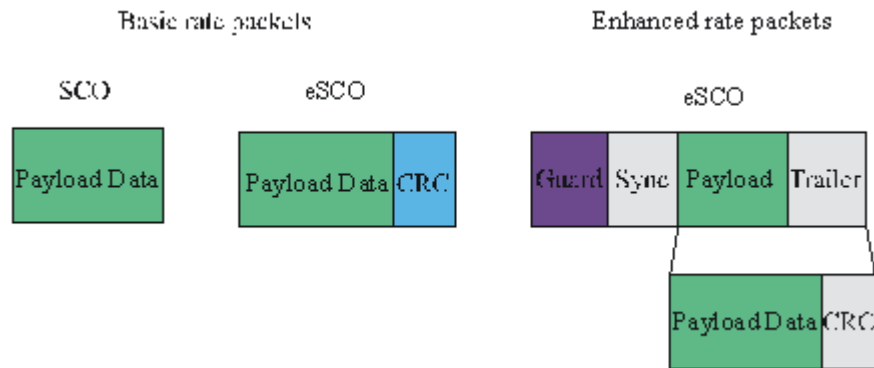 Basic rate packets
Enhanced rate packets
SCO
eSCO
eSCO
Payload Data
Payload Data
CRC
Guard
Sync
Payload
Trailer
Payload Data
CRC